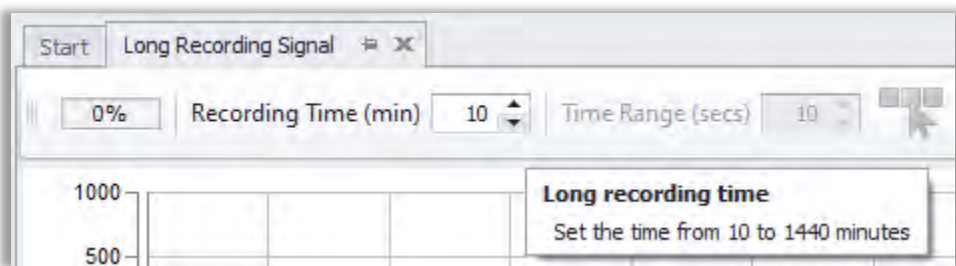 Start Long Recording Signal
0% Recording Time (min) 10 Time Range (secs) 10
1000
Long recording time
Set the time from 10 to 1440 minutes
500